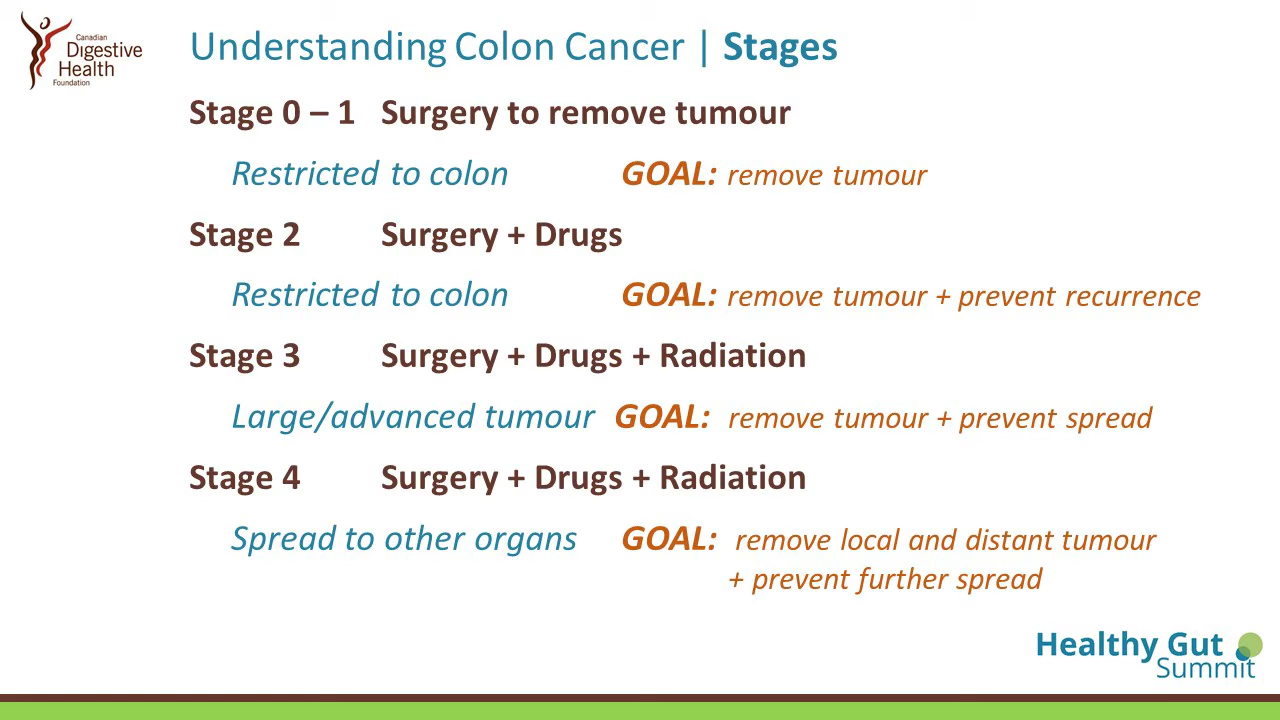 Canadian
Digestive
Health
Foundation
Understanding Colon Cancer | Stages
Stage 0 – 1 Surgery to remove tumour
Restricted to colon GOAL: remove tumour
Stage 2 Surgery + Drugs
Restricted to colon GOAL: remove tumour + prevent recurrence
Stage 3 Surgery + Drugs + Radiation
Large/advanced tumour GOAL: remove tumour + prevent spread
Stage 4 Surgery + Drugs + Radiation
Spread to other organs GOAL: remove local and distant tumour
+ prevent further spread
Healthy Gut
Summit